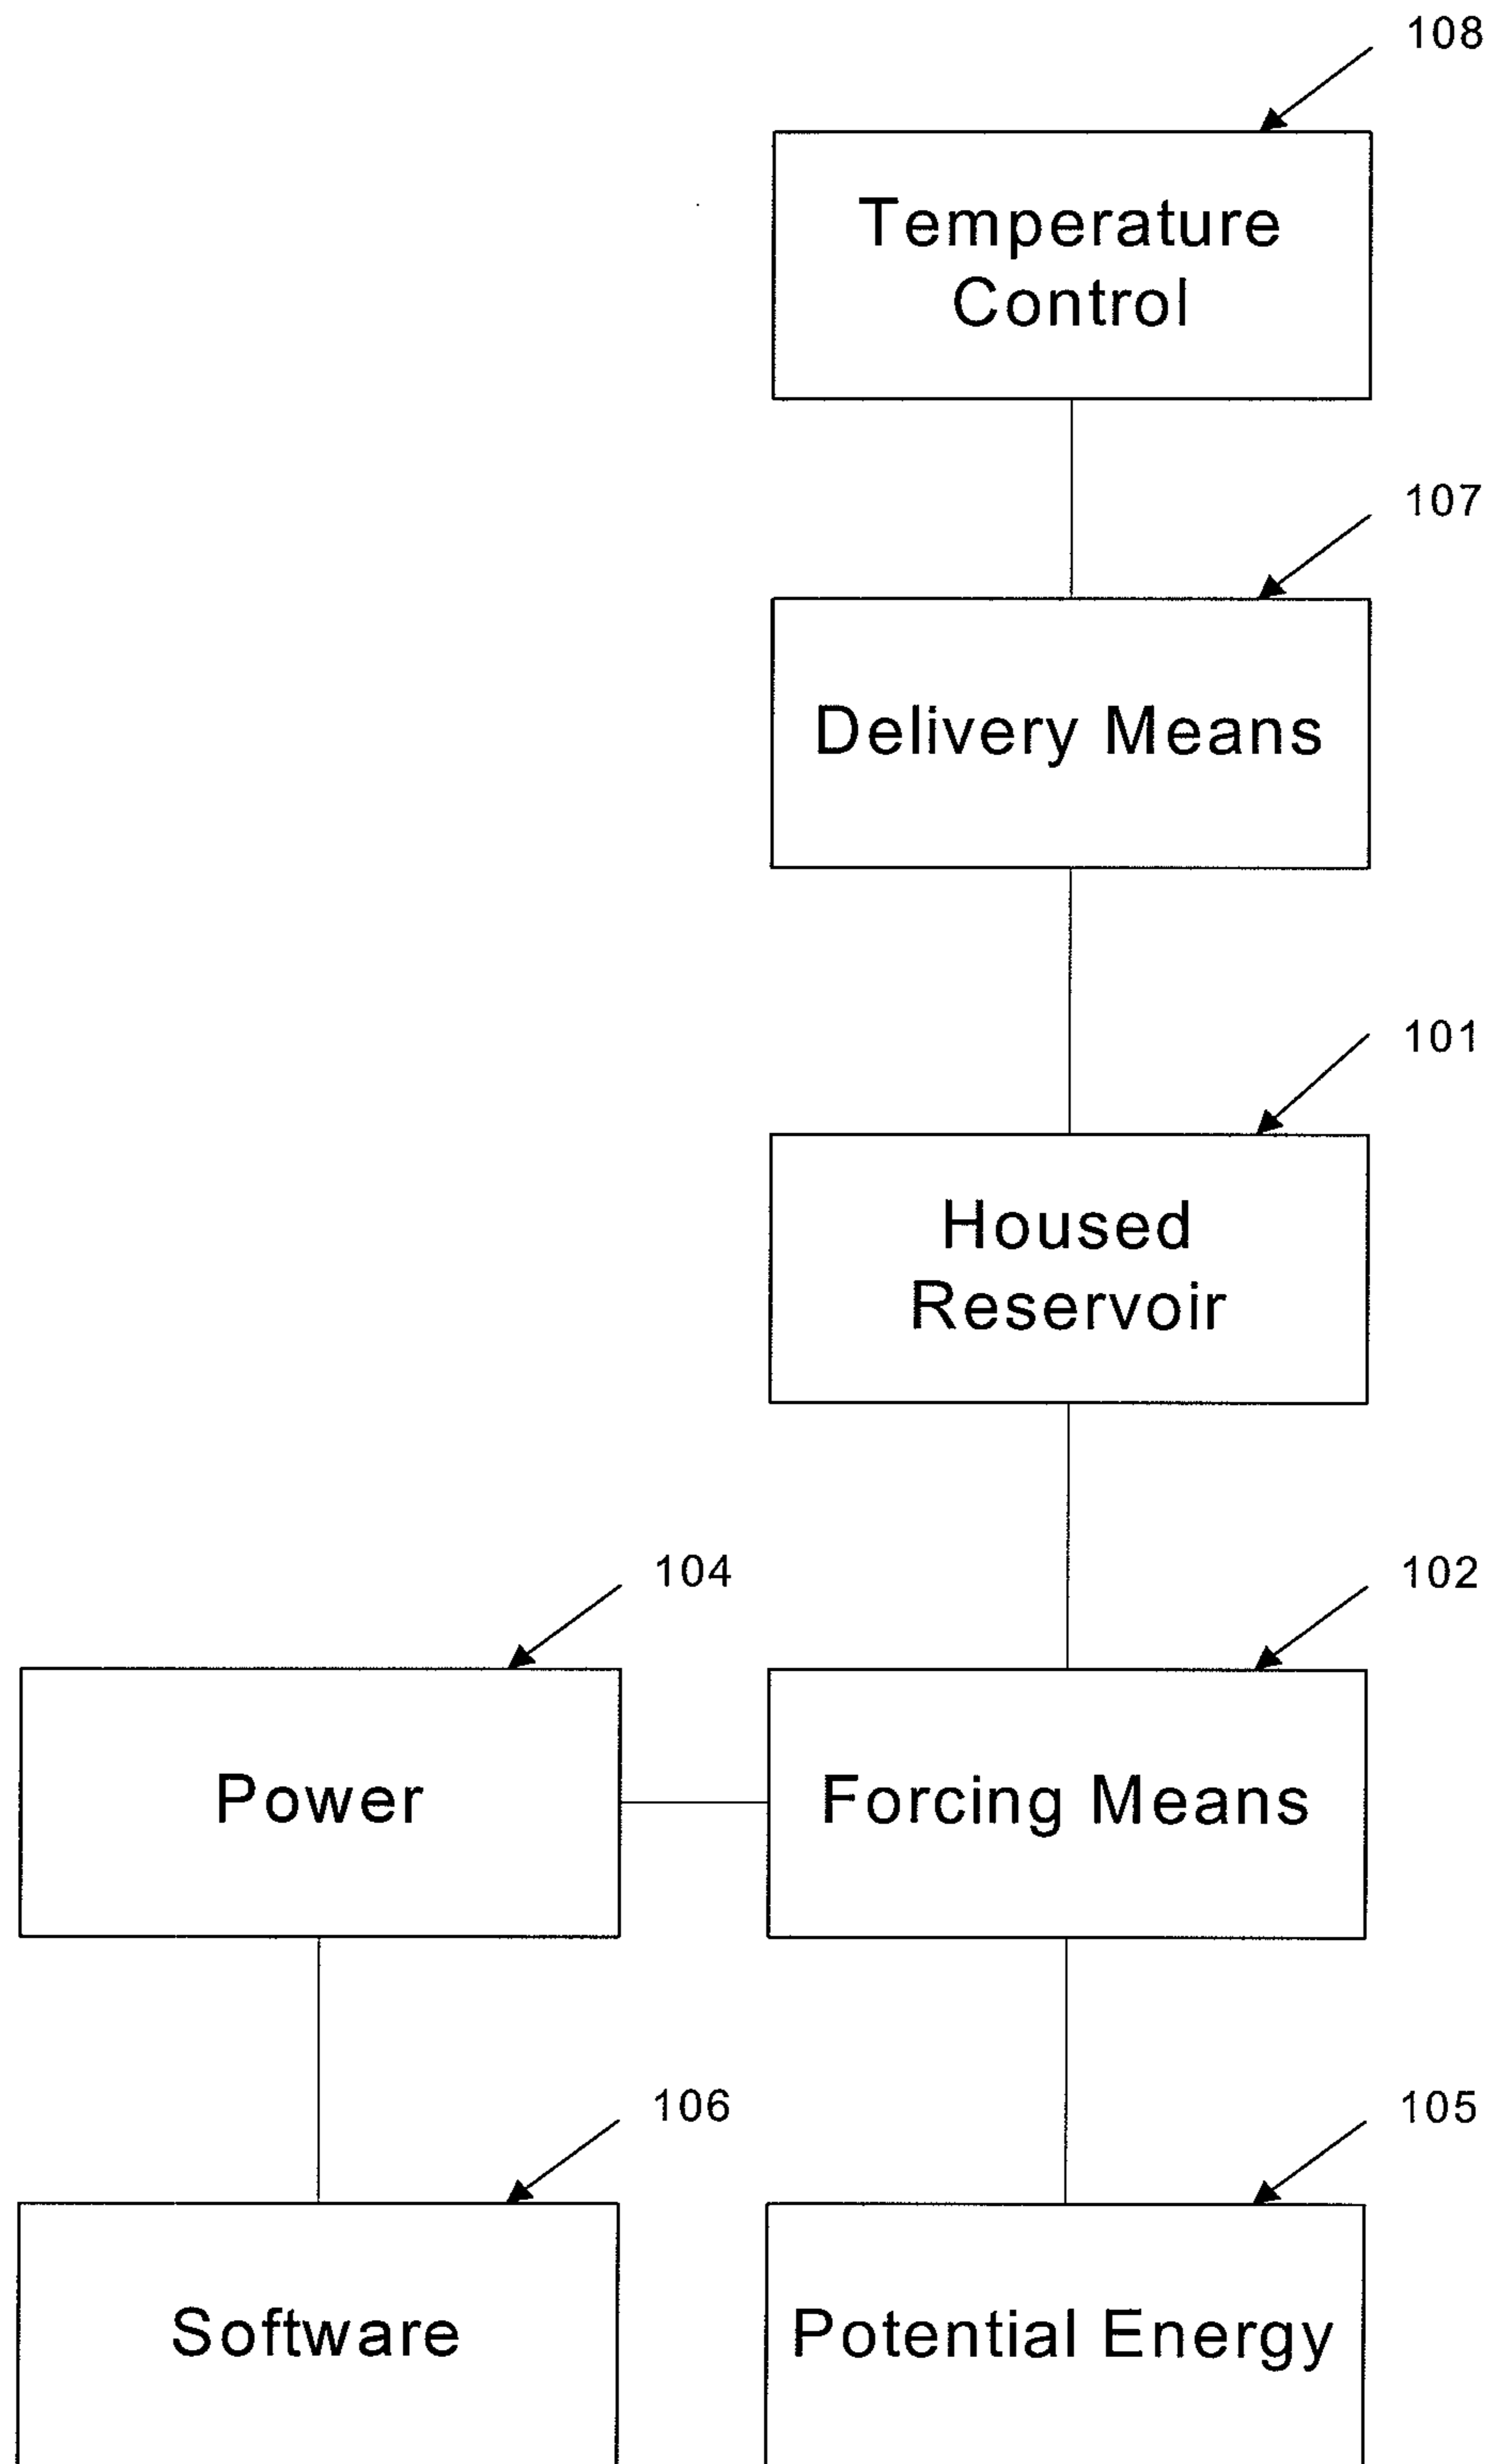 108
Temperature
Control
107
Delivery Means
101
Housed
Reservoir
104
102
Power
Forcing Means
106
105
Software
Potential Energy